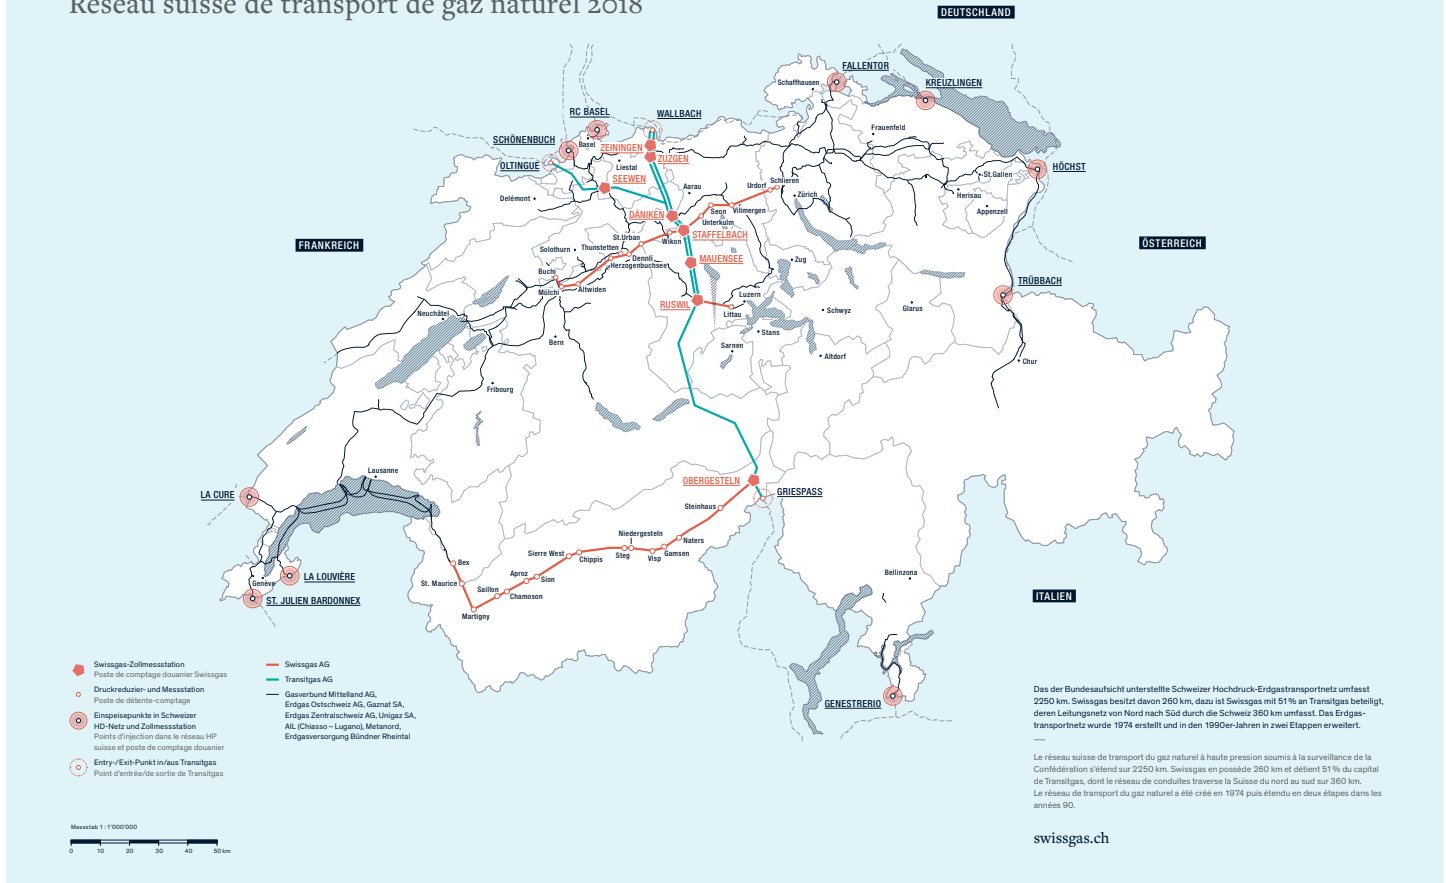 Réseau suisse de transport de gaz naturel 2018
DEUTSCHLAND
FALLENTOR
Schaffhausen
KREUZLINGEN
RC BASEL
WALLBACH
Frauenfeld
SCHÖNENBUCH
Basel
ZEININGEN
ZUZGEN
OLTINGUE
Liestal
HÖCHST
St.Gallen
SEEWEN
Aarau
Urdorf
Schlieren
Zürich
Herisau
Delémont
Appenzell
DÄNIKEN
Seon
Villmergen
Unterkulm
STAFFELBACH
St.Urban
Wikon
FRANKREICH
ÖSTERREICH
Solothurn
Thunstetten
Dennli
Herzogenbuchsee
MAUENSEE
Zug
Buchi
Mülchi
Altwiden
TRÜBBACH
Luzern
RUSWIL
Littau
Neuchâtel
Schwyz
Glarus
Stans
Bern
Sarnen
Altdorf
Chur
Fribourg
Lausanne
OBERGESTELN
GRIESPASS
LA CURE
Steinhaus
Niedergesteln
Naters
Sierre West
Chippis
Steg
Visp
Gamsen
Bex
Aproz
Sion
St. Maurice
Saillon
Chamoson
Martigny
Bellinzona
Genève
LA LOUVIÈRE
ST. JULIEN BARDONNEX
ITALIEN
GENESTRERIO
Swissgas-Zollmessstation
Poste de comptage douanier Swissgas
Druckreduzier- und Messstation
Poste de détente-comptage
Einspeisepunkte in Schweizer
HD-Netz und Zollmessstation
Points d'injection dans le réseau HP
suisse et poste de comptage douanier
Entry-/Exit-Punkt in/aus Transitgas
Point d'entrée/de sortie de Transitgas
Swissgas AG
Transitgas AG
Gasverbund Mittelland AG,
Erdgas Ostschweiz AG, Gaznat SA,
Erdgas Zentralschweiz AG, Unigaz SA,
AIL (Chiasso – Lugano), Metanord,
Erdgasversorgung Bündner Rheintal
Massstab 1 : 1'000'000
0 10 20 30 40 50 km
Das der Bundesaufsicht unterstellte Schweizer Hochdruck-Erdgastransportnetz umfasst
2250 km. Swissgas besitzt davon 260 km, dazu ist Swissgas mit 51 % an Transitgas beteiligt,
deren Leitungsnetz von Nord nach Süd durch die Schweiz 360 km umfasst. Das Erdgas-
transportnetz wurde 1974 erstellt und in den 1990er-Jahren in zwei Etappen erweitert.
Le réseau suisse de transport du gaz naturel à haute pression soumis à la surveillance de la
Confédération s'étend sur 2250 km. Swissgas en possède 260 km et détient 51 % du capital
de Transitgas, dont le réseau de conduites traverse la Suisse du nord au sud sur 360 km.
Le réseau de transport du gaz naturel a été créé en 1974 puis étendu en deux étapes dans les
années 90.
swissgas.ch